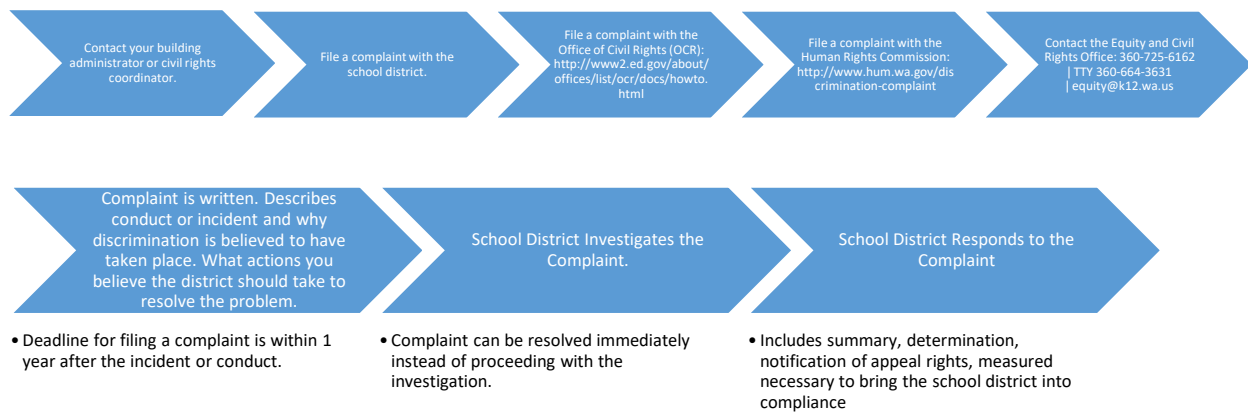 Contact your building
administrator or civil rights
coordinator.
File a complaint with the
school district.
File a complaint with the
Office of Civil Rights (OCR):
http://www2.ed.gov/about/
offices/list/ocr/docs/howto.
html
File a complaint with the
Human Rights Commission:
http://www.hum.wa.gov/dis
crimination-complaint
Contact the Equity and Civil
Rights Office: 360-725-6162
| TTY 360-664-3631
| equity@k12.wa.us
Complaint is written. Describes
conduct or incident and why
discrimination is believed to have
taken place. What actions you
believe the district should take to
resolve the problem.
• Deadline for filing a complaint is within 1
year after the incident or conduct.
School District Investigates the
Complaint.
• Complaint can be resolved immediately
instead of proceeding with the
investigation.
School District Responds to the
Complaint
• Includes summary, determination,
notification of appeal rights, measured
necessary to bring the school district into
compliance